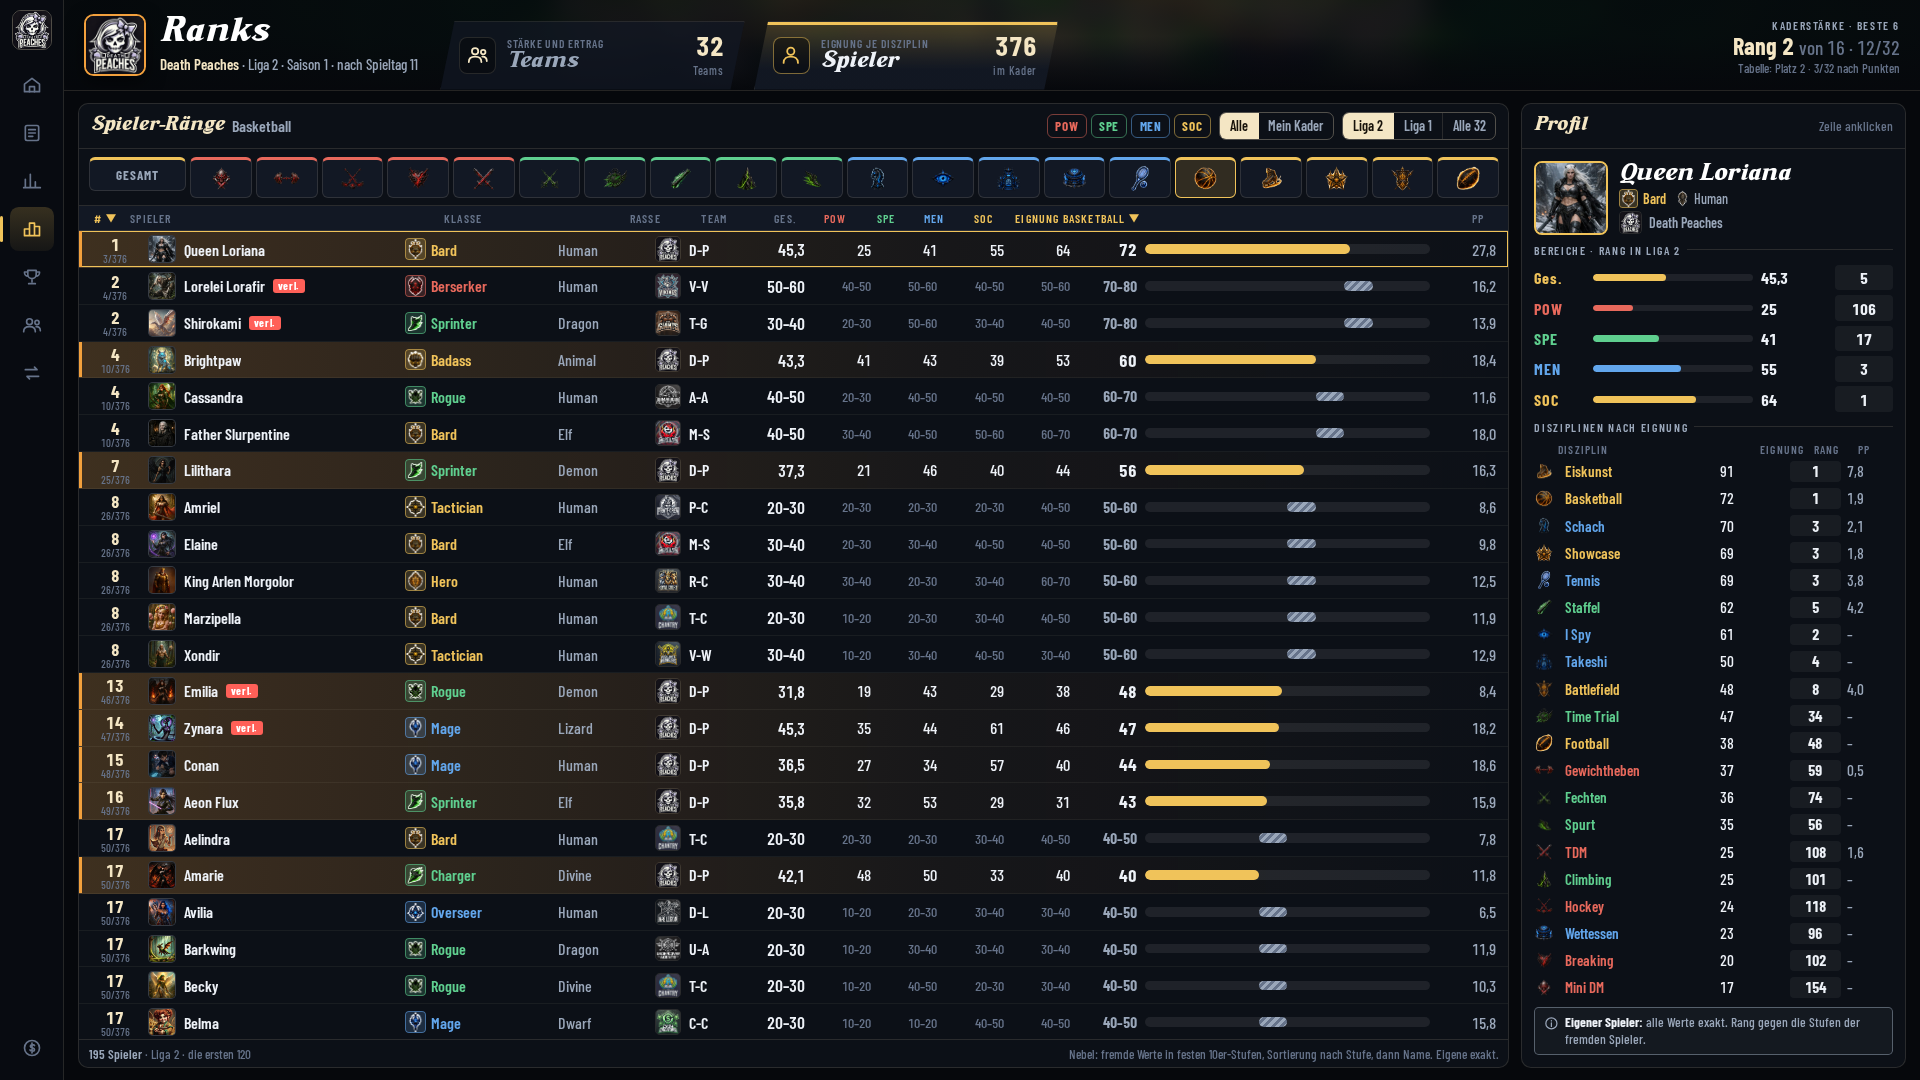 Ranks
Death Peaches · Liga 2 · Saison 1 · nach Spieltag 11
STÄRKE UND ERTRAG
Teams
32
Teams
EIGNUNG JE DISZIPLIN
Spieler
376
im Kader
KADERSTÄRKE · BESTE 6
Rang 2 von 16 · 12/32
Tabelle: Platz 2 · 3/32 nach Punkten
Spieler-Ränge Basketball
POW SPE MEN SOC Alle Mein Kader Liga 2 Liga 1 Alle 32
GESAMT
# ▼ SPIELER KLASSE RASSE TEAM GES. POW SPE MEN SOC EIGNUNG BASKETBALL ▼ PP
1 3/376 Queen Loriana Bard Human D-P 45,3 25 41 55 64 72 27,8
2 4/376 Lorelei Lorafir verl. Berserker Human V-V 50-60 40-50 50-60 40-50 50-60 70-80 16,2
2 4/376 Shirokami verl. Sprinter Dragon T-G 30-40 20-30 50-60 30-40 40-50 70-80 13,9
4 10/376 Brightpaw Badass Animal D-P 43,3 41 43 39 53 60 18,4
4 10/376 Cassandra Rogue Human A-A 40-50 20-30 40-50 40-50 40-50 60-70 11,6
4 10/376 Father Slurpentine Bard Elf M-S 40-50 30-40 40-50 50-60 60-70 60-70 18,0
7 25/376 Lilithara Sprinter Demon D-P 37,3 21 46 40 44 56 16,3
8 26/376 Amriel Tactician Human P-C 20-30 20-30 20-30 20-30 40-50 50-60 8,6
8 26/376 Elaine Bard Elf M-S 30-40 20-30 30-40 40-50 40-50 50-60 9,8
8 26/376 King Arlen Morgolor Hero Human R-C 30-40 30-40 20-30 30-40 60-70 50-60 12,5
8 26/376 Marzipella Bard Human T-C 20-30 10-20 20-30 30-40 40-50 50-60 11,9
8 26/376 Xondir Tactician Human V-W 30-40 10-20 30-40 40-50 30-40 50-60 12,9
13 46/376 Emilia verl. Rogue Demon D-P 31,8 19 43 29 38 48 8,4
14 47/376 Zynara verl. Mage Lizard D-P 45,3 35 44 61 46 47 18,2
15 48/376 Conan Mage Human D-P 36,5 27 34 57 40 44 18,6
16 49/376 Aeon Flux Sprinter Elf D-P 35,8 32 53 29 31 43 15,9
17 50/376 Aelindra Bard Human T-C 20-30 20-30 20-30 30-40 40-50 40-50 7,8
17 50/376 Amarie Charger Divine D-P 42,1 48 50 33 40 40 11,8
17 50/376 Avilia Overseer Human D-L 20-30 10-20 20-30 30-40 30-40 40-50 6,5
17 50/376 Barkwing Rogue Dragon U-A 20-30 10-20 30-40 30-40 30-40 40-50 11,9
17 50/376 Becky Rogue Divine T-C 20-30 10-20 40-50 20-30 30-40 40-50 10,3
17 50/376 Belma Mage Dwarf C-C 20-30 10-20 10-20 40-50 40-50 40-50 15,8
195 Spieler · Liga 2 · die ersten 120
Nebel: fremde Werte in festen 10er-Stufen, Sortierung nach Stufe, dann Name. Eigene exakt.
Profil
Zeile anklicken
Queen Loriana
Bard Human
Death Peaches
BEREICHE · RANG IN LIGA 2
Ges. 45,3 5
POW 25 106
SPE 41 17
MEN 55 3
SOC 64 1
DISZIPLINEN NACH EIGNUNG
DISZIPLIN EIGNUNG RANG PP
Eiskunst 91 1 7,8
Basketball 72 1 1,9
Schach 70 3 2,1
Showcase 69 3 1,8
Tennis 69 3 3,8
Staffel 62 5 4,2
I Spy 61 2 –
Takeshi 50 4 –
Battlefield 48 8 4,0
Time Trial 47 34 –
Football 38 48 –
Gewichtheben 37 59 0,5
Fechten 36 74 –
Spurt 35 56 –
TDM 25 108 1,6
Climbing 25 101 –
Hockey 24 118 –
Wettessen 23 96 –
Breaking 20 102 –
Mini DM 17 154 –
Eigener Spieler: alle Werte exakt. Rang gegen die Stufen der
fremden Spieler.